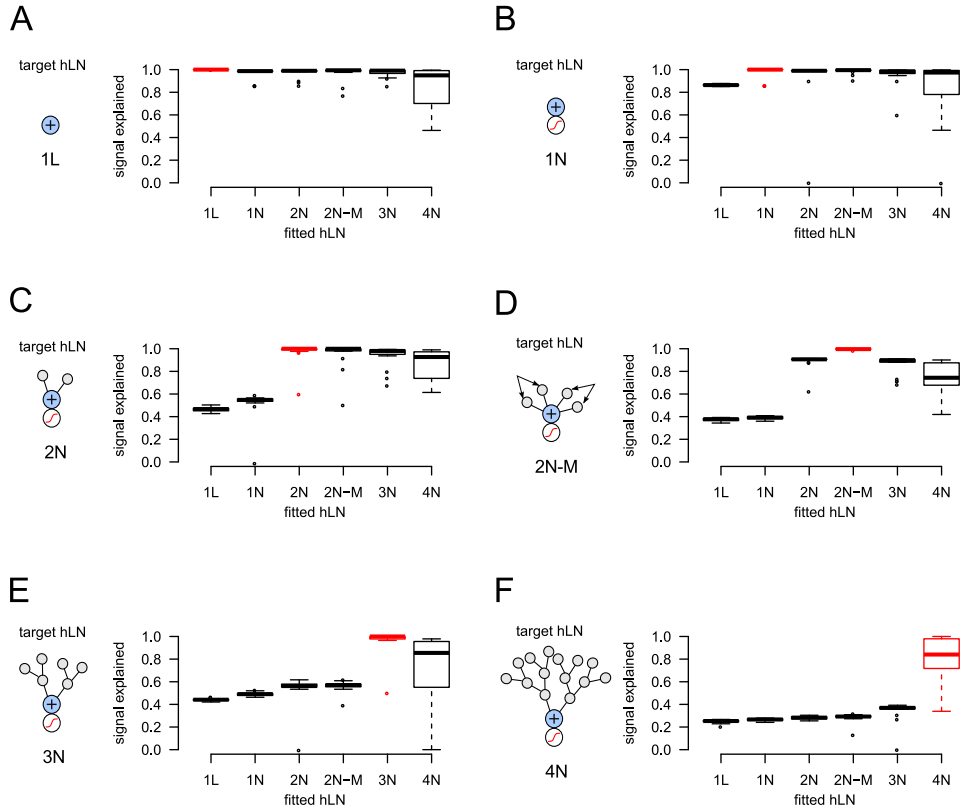 A
target hLN
+
1L
signal explained
1.0
0.8
0.6
0.4
0.2
0.0
1L 1N 2N 2N−M 3N 4N
fitted hLN
B
target hLN
+
1N
signal explained
1.0
0.8
0.6
0.4
0.2
0.0
1L 1N 2N 2N−M 3N 4N
fitted hLN
C
target hLN
+
2N
signal explained
1.0
0.8
0.6
0.4
0.2
0.0
1L 1N 2N 2N−M 3N 4N
fitted hLN
D
target hLN
+
2N-M
signal explained
1.0
0.8
0.6
0.4
0.2
0.0
1L 1N 2N 2N−M 3N 4N
fitted hLN
E
target hLN
+
3N
signal explained
1.0
0.8
0.6
0.4
0.2
0.0
1L 1N 2N 2N−M 3N 4N
fitted hLN
F
target hLN
+
4N
signal explained
1.0
0.8
0.6
0.4
0.2
0.0
1L 1N 2N 2N−M 3N 4N
fitted hLN